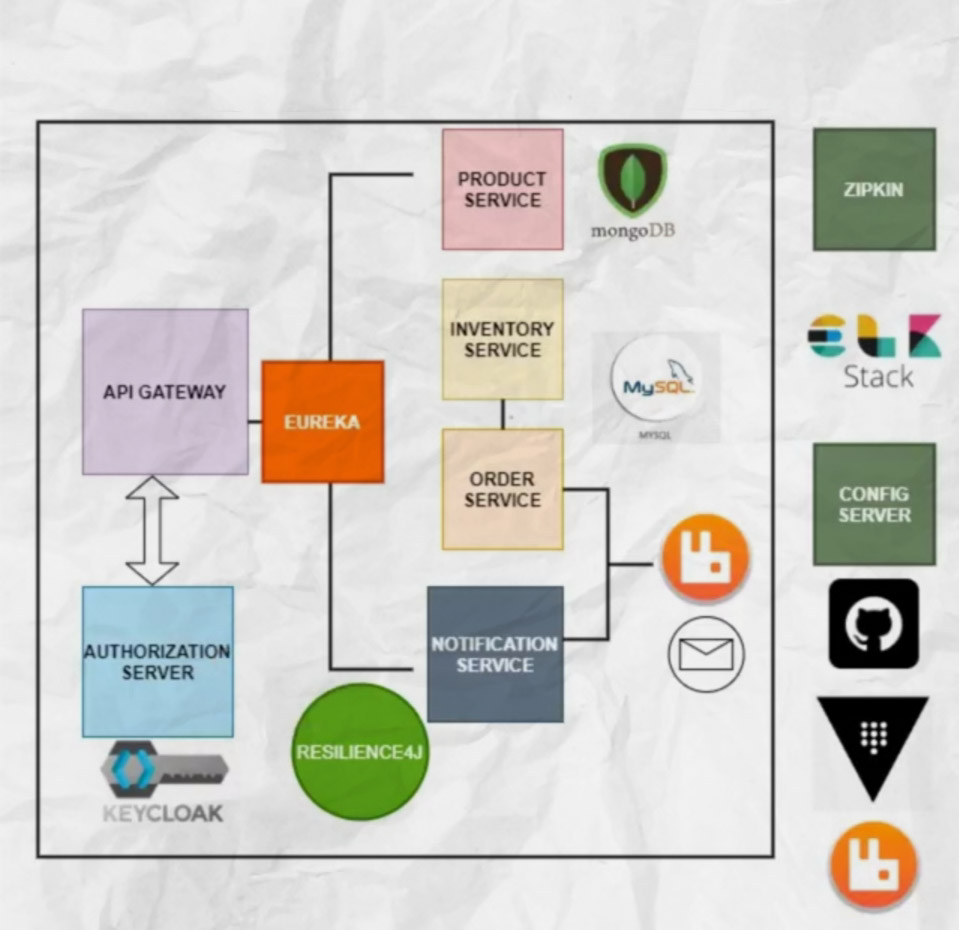 PRODUCT
SERVICE
mongoDB
ZIPKIN
INVENTORY
SERVICE
MySQL.
MYSQL
ELK
Stack
API GATEWAY
EUREKA
ORDER
SERVICE
CONFIG
SERVER
AUTHORIZATION
SERVER
NOTIFICATION
SERVICE
RESILIENCE4J
KEYCLOAK